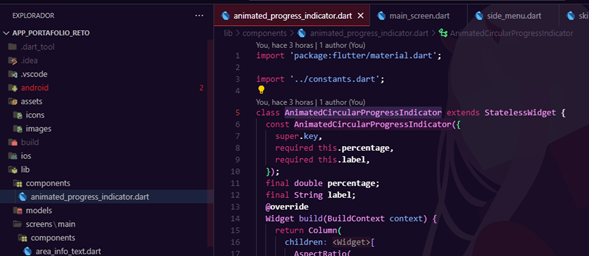 EXPLORADOR
APP_PORTAFOLIO_RETO
.dart_tool
.idea
.vscode
android 2
assets
icons
images
build
ios
lib
components
animated_progress_indicator.dart
models
screens\main
components
area_info_text.dart
animated_progress_indicator.dart
main_screen.dart
side_menu.dart
ski
lib > components > animated_progress_indicator.dart > AnimatedCircularProgressIndicator
You, hace 3 horas | 1 author (You)
1 import 'package:flutter/material.dart';
2
3 import '../constants.dart';
4
You, hace 3 horas | 1 author (You)
5 class AnimatedCircularProgressIndicator extends StatelessWidget {
6 const AnimatedCircularProgressIndicator({
7 super.key,
8 required this.percentage,
9 required this.label,
10 });
11 final double percentage;
12 final String label;
13 @override
14 Widget build(BuildContext context) {
15 return Column(
16 children: <Widget>[
17 AspectRatio(